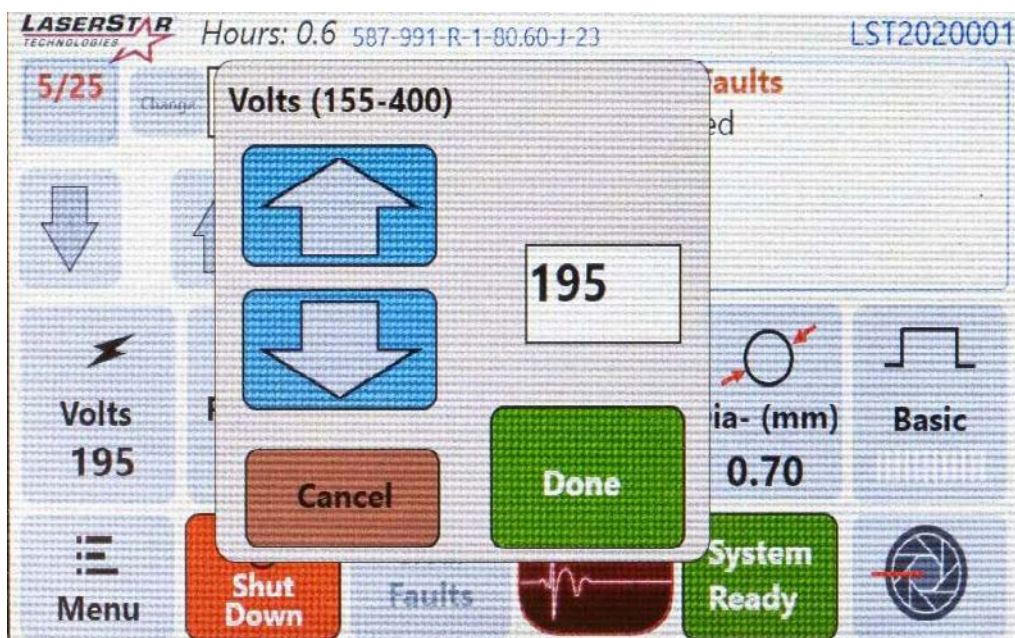 LASERSTAR
TECHNOLOGIES
Hours: 0.6 587-991-R-1-80.60-J-23
LST2020001
5/25
Change
Volts (155-400)
aults
ed
195
Volts
195
ia- (mm)
0.70
Basic
Cancel
Done
Menu
Shut
Down
Faults
System
Ready